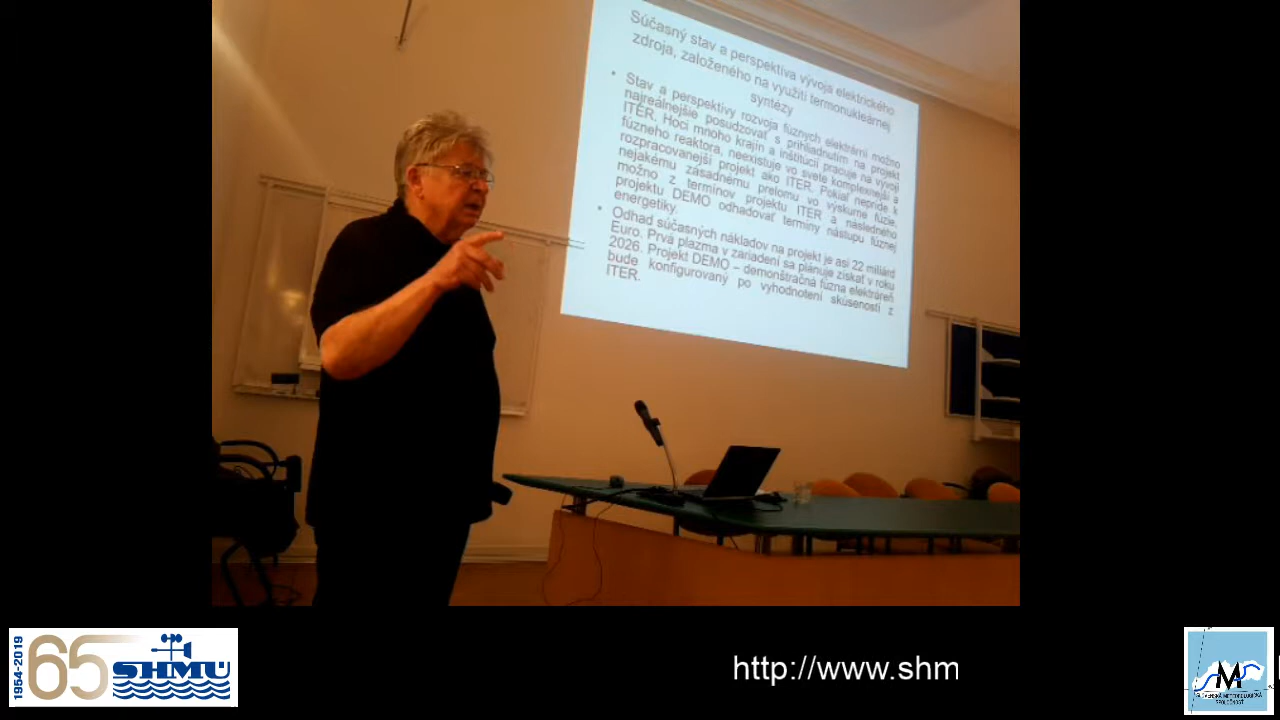 Súčasný stav a perspektíva vývoja elektrického
zdroja, založeného na využití termonukleárnej
syntézy
• Stav a perspektívy rozvoja fúznych elektrární možno
najreálnejšie posudzovať s prihliadnutím na projekt
ITER. Hoci mnoho krajín a inštitúcií pracuje na vývoji
fúzneho reaktora, neexistuje vo svete komplexnejší a
rozpracovanejší projekt ako ITER. Pokiaľ nepríde k
nejakému zásadnému prelomu vo výskume fúzie,
možno z termínov projektu ITER a následného
projektu DEMO odhadovať termíny nástupu fúznej
energetiky.
• Odhad súčasných nákladov na projekt je asi 22 miliárd
Euro. Prvá plazma v zariadení sa plánuje získať v roku
2026. Projekt DEMO – demonštračná fúzna elektráreň
bude konfigurovaný po vyhodnotení skúseností z
ITER.
1954-2019
65
SHMÚ
http://www.shm
SLOVENSKÁ METEOROLOGICKÁ
SPOLOČNOSŤ